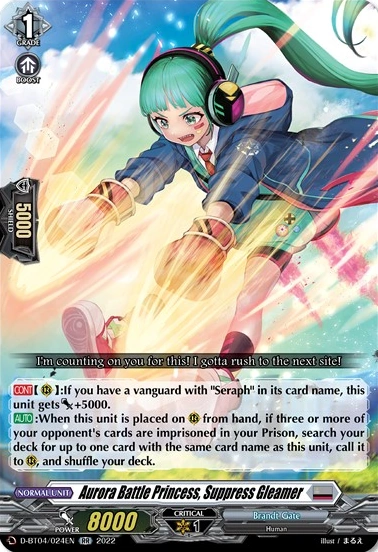 1
GRADE
BOOST
5000
SHIELD
I'm counting on you for this! I gotta rush to the next site!
CONT【 】:If you have a vanguard with "Seraph" in its card name, this
unit gets +5000.
AUTO:When this unit is placed on from hand, if three or more of
your opponent's cards are imprisoned in your Prison, search your
deck for up to one card with the same card name as this unit, call it
to , and shuffle your deck.
NORMAL UNIT Aurora Battle Princess, Suppress Gleamer
POWER 8000 CRITICAL 1 Brandt Gate
Human
D-BT04/024EN RR 2022 illust / まるえ